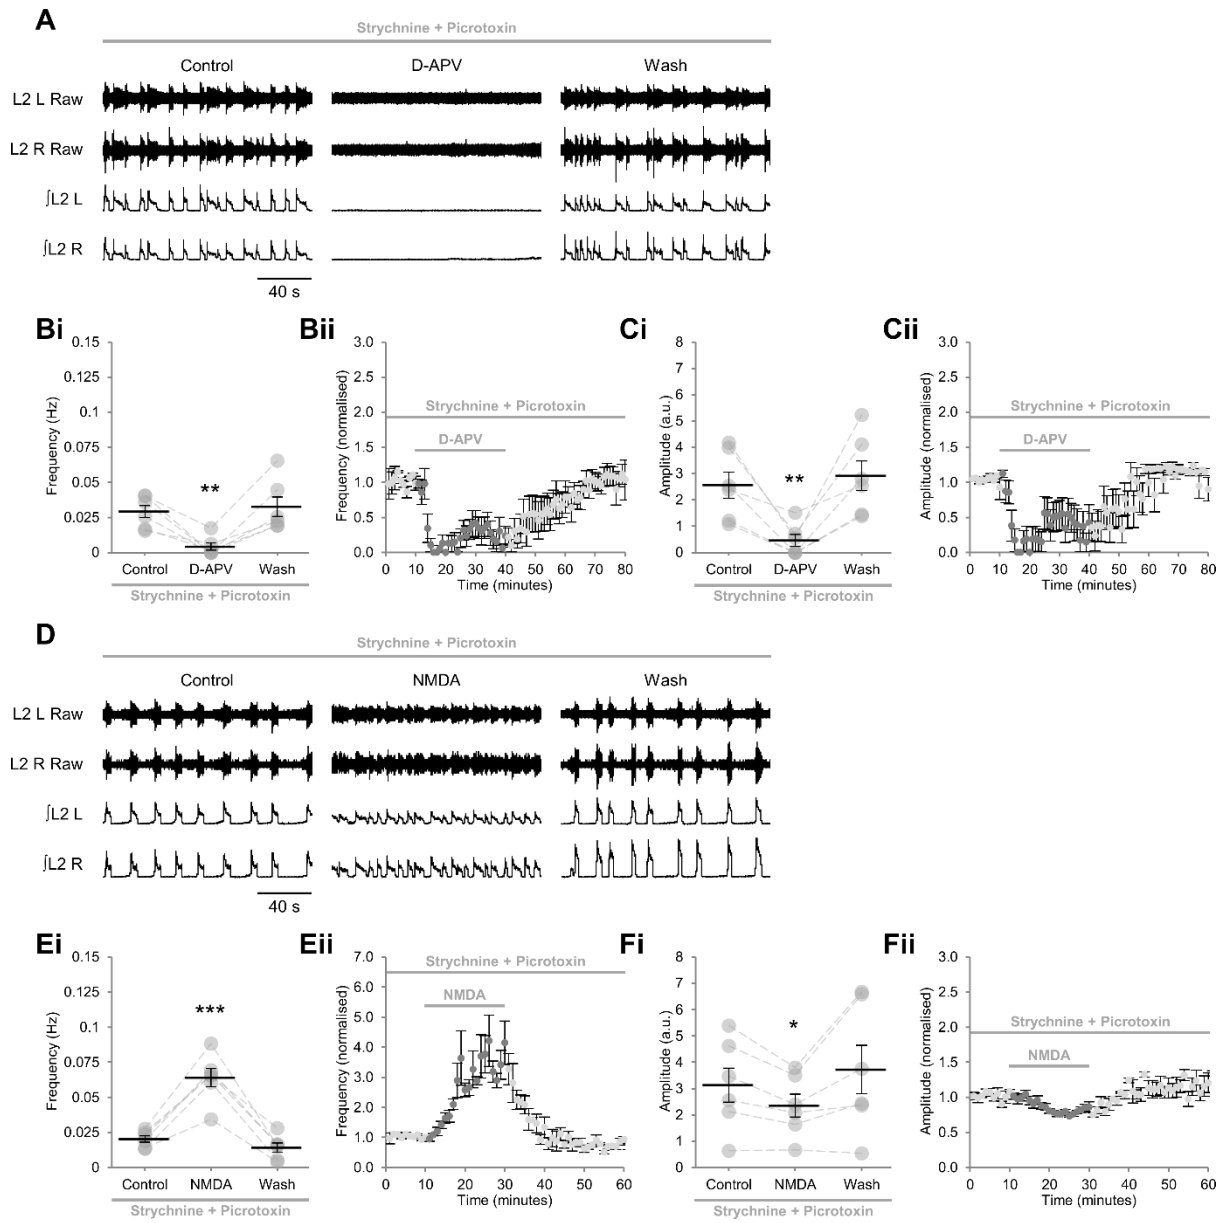 A
Strychnine + Picrotoxin
Control D-APV Wash
L2 L Raw
L2 R Raw
∫L2 L
∫L2 R
40 s
Bi
Frequency (Hz)
0.15
0.1
0.075
0.05
0.025
0
**
Control D-APV Wash
Strychnine + Picrotoxin
Bii
Frequency (normalised)
3.0
2.5
2.0
1.5
1.0
0.5
0.0
Strychnine + Picrotoxin
D-APV
0 10 20 30 40 50 60 70 80
Time (minutes)
Ci
Amplitude (a.u.)
8
7
6
5
4
3
2
1
0
**
Control D-APV Wash
Strychnine + Picrotoxin
Cii
Amplitude (normalised)
3.0
2.5
2.0
1.5
1.0
0.5
0.0
Strychnine + Picrotoxin
D-APV
0 10 20 30 40 50 60 70 80
Time (minutes)
D
Strychnine + Picrotoxin
Control NMDA Wash
L2 L Raw
L2 R Raw
∫L2 L
∫L2 R
40 s
Ei
Frequency (Hz)
0.15
0.1
0.075
0.05
0.025
0
***
Control NMDA Wash
Strychnine + Picrotoxin
Eii
Frequency (normalised)
7.0
6.0
5.0
4.0
3.0
2.0
1.0
0.0
Strychnine + Picrotoxin
NMDA
0 10 20 30 40 50 60
Time (minutes)
Fi
Amplitude (a.u.)
8
7
6
5
4
3
2
1
0
*
Control NMDA Wash
Strychnine + Picrotoxin
Fii
Amplitude (normalised)
3.0
2.5
2.0
1.5
1.0
0.5
0.0
Strychnine + Picrotoxin
NMDA
0 10 20 30 40 50 60
Time (minutes)